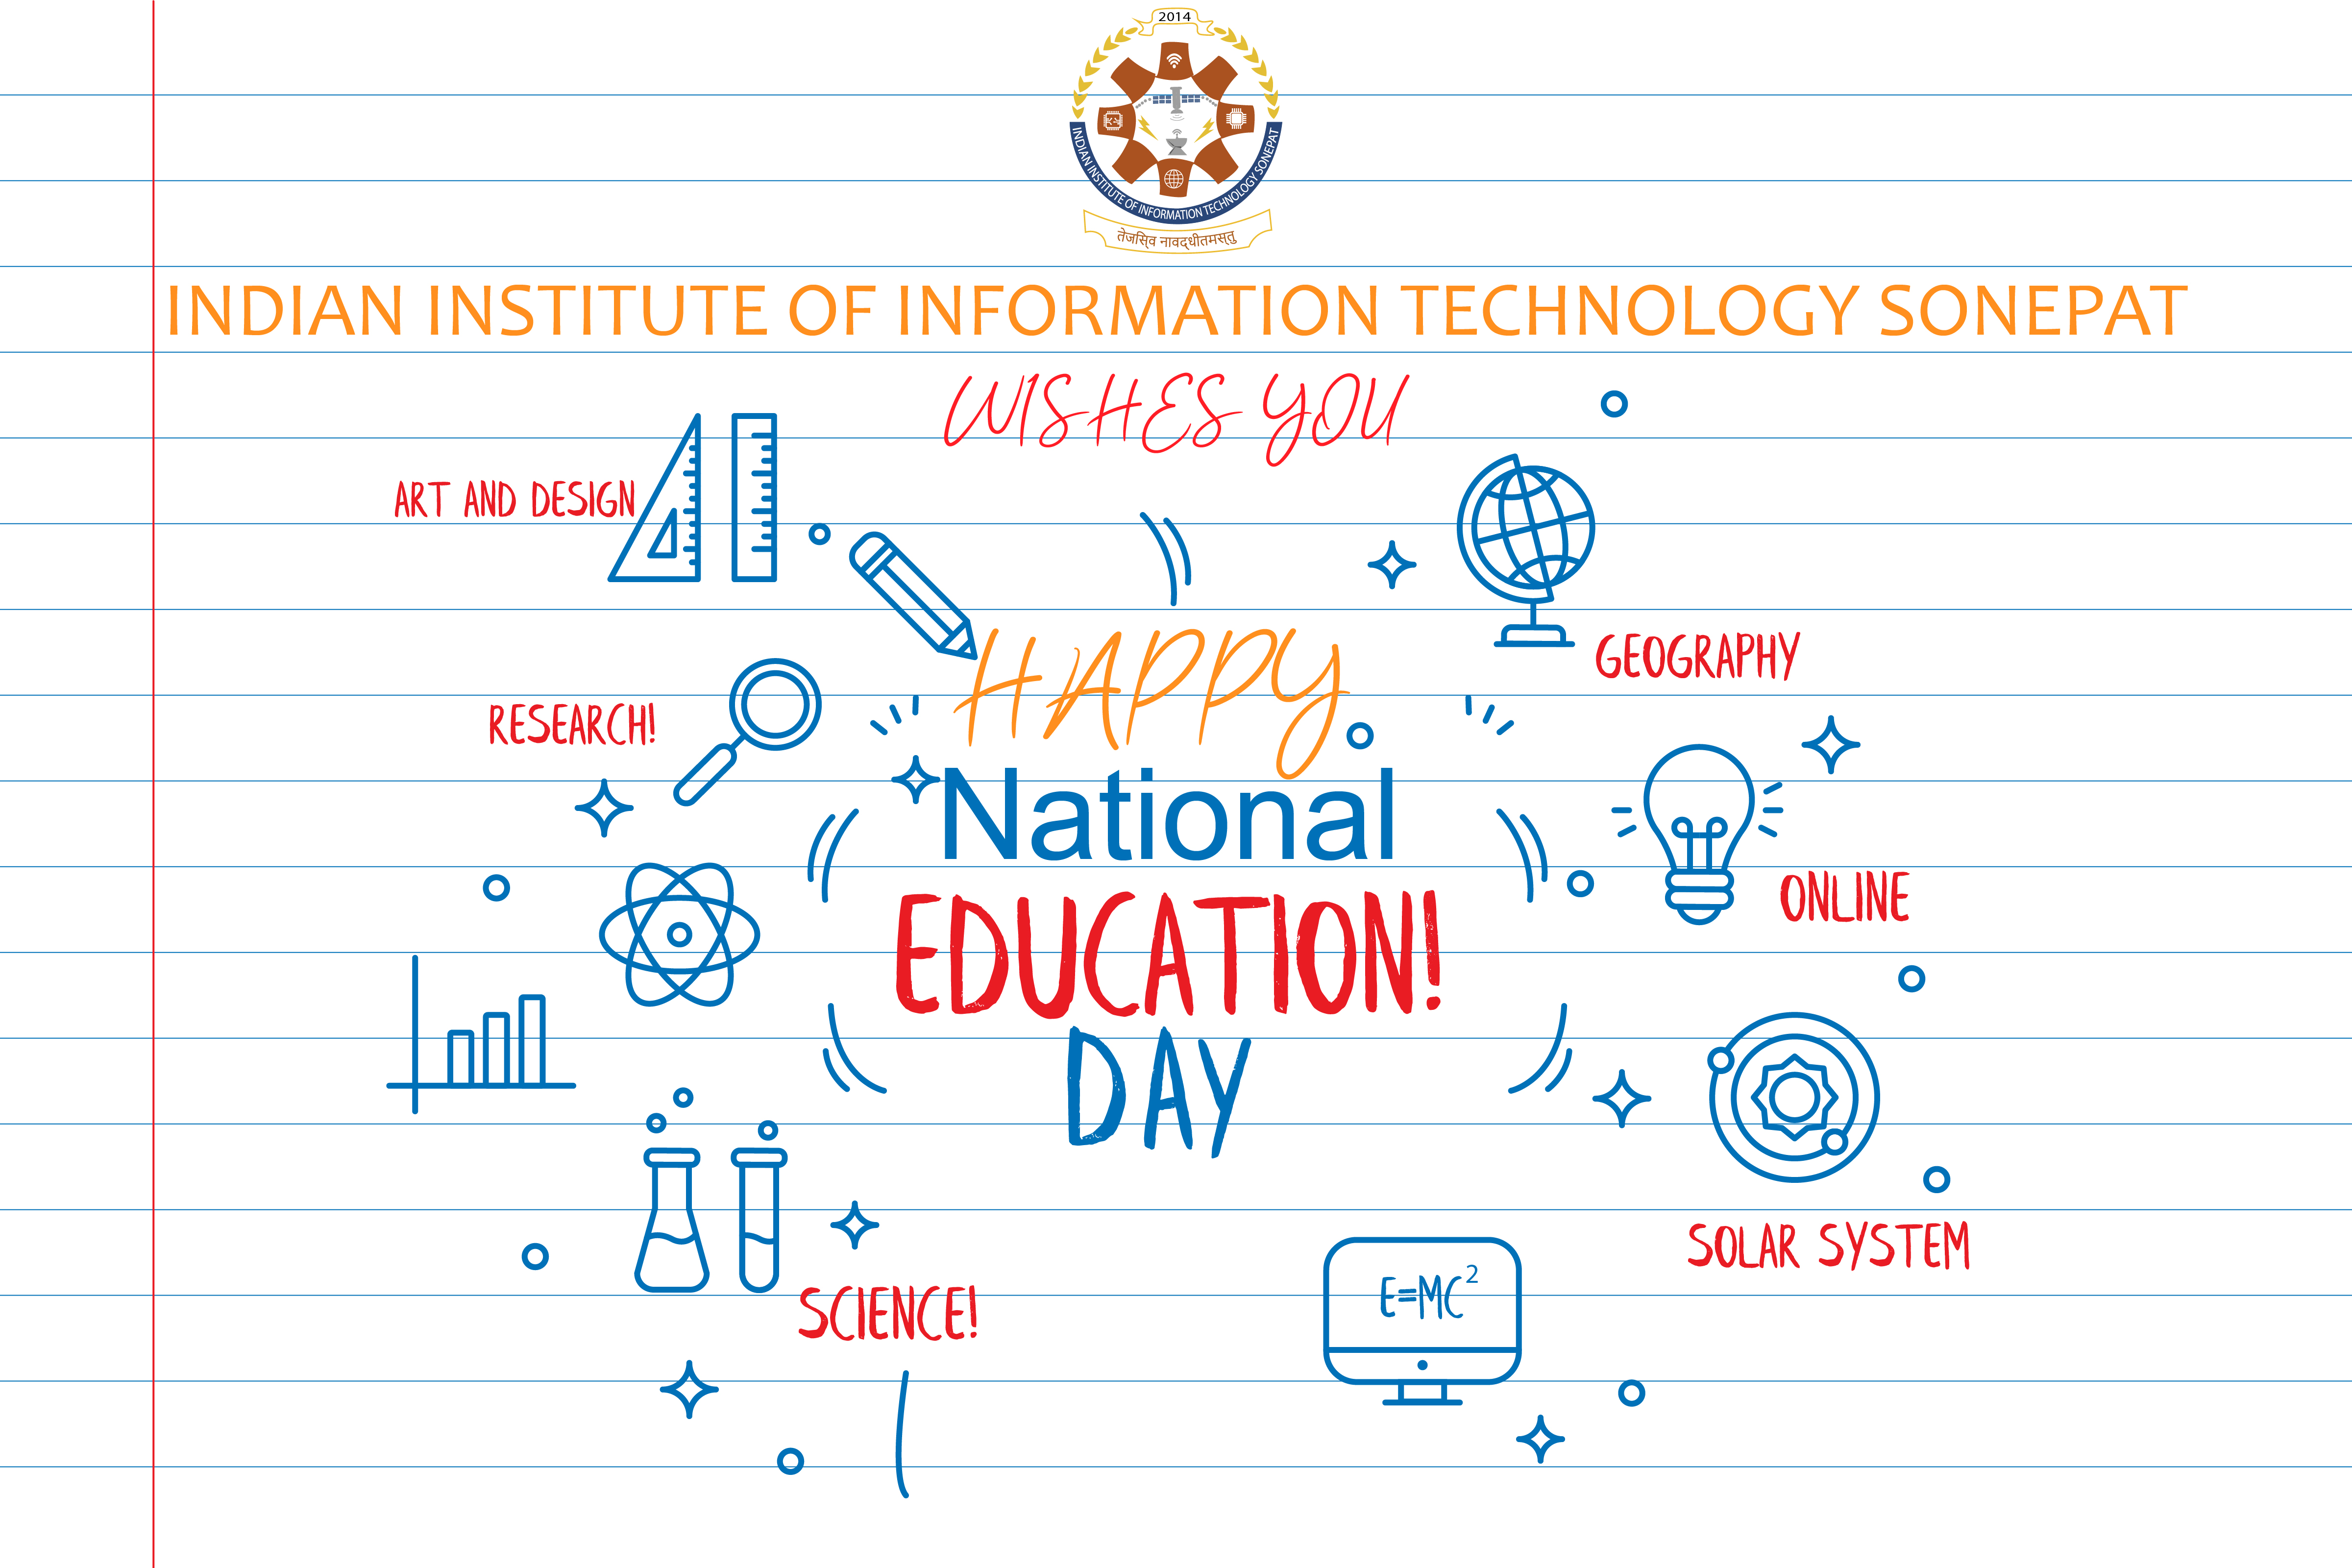 2014
INDIAN INSTITUTE OF INFORMATION TECHNOLOGY SONEPAT
तेजस्वि नावद्धीतमस्तु
INDIAN INSTITUTE OF INFORMATION TECHNOLOGY SONEPAT
WISHES YOU
ART AND DESIGN
GEOGRAPHY
HAPPY
RESEARCH!
National
ONLINE
EDUCATION!
DAY
SOLAR SYSTEM
E=MC²
SCIENCE!